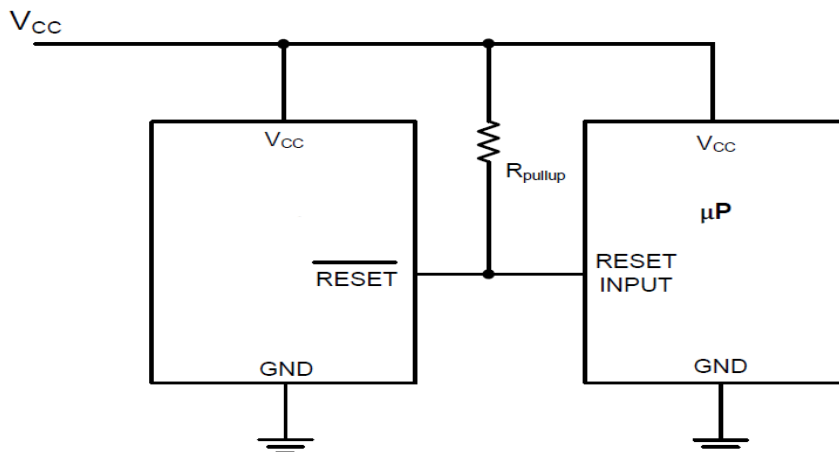 VCC
VCC
Rpullup
VCC
μP
RESET
RESET
INPUT
GND
GND